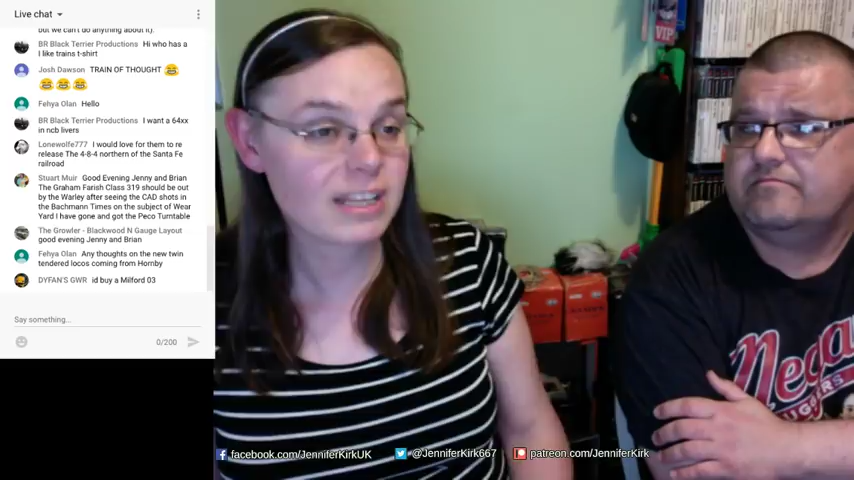 Live chat
but we can't do anything about it).
BR Black Terrier Productions Hi who has a
I like trains t-shirt
Josh Dawson TRAIN OF THOUGHT 😂
😂😂😂
Fehya Olan Hello
BR Black Terrier Productions I want a 64xx
in ncb livers
Lonewolfe777 I would love for them to re
release The 4-8-4 northern of the Santa Fe
railroad
Stuart Muir Good Evening Jenny and Brian
The Graham Farish Class 319 should be out
by the Warley after seeing the CAD shots in
the Bachmann Times on the subject of Wear
Yard I have gone and got the Peco Turntable
The Growler - Blackwood N Gauge Layout
good evening Jenny and Brian
Fehya Olan Any thoughts on the new twin
tendered locos coming from Hornby
DYFAN'S GWR id buy a Milford 03
Say something...
0/200
VIP
facebook.com/JenniferKirkUK
@JenniferKirk667
patreon.com/JenniferKirk